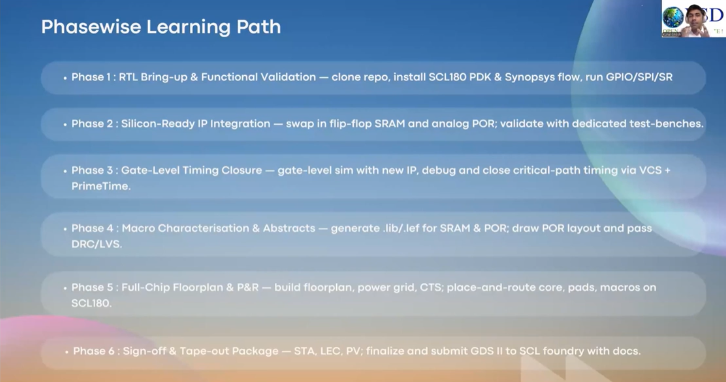 Phasewise Learning Path
• Phase 1 : RTL Bring-up & Functional Validation — clone repo, install SCL180 PDK & Synopsys flow, run GPIO/SPI/SR
• Phase 2 : Silicon-Ready IP Integration — swap in flip-flop SRAM and analog POR; validate with dedicated test-benches.
• Phase 3 : Gate-Level Timing Closure — gate-level sim with new IP, debug and close critical-path timing via VCS +
PrimeTime.
• Phase 4 : Macro Characterisation & Abstracts — generate .lib/.lef for SRAM & POR; draw POR layout and pass
DRC/LVS.
• Phase 5 : Full-Chip Floorplan & P&R — build floorplan, power grid, CTS; place-and-route core, pads, macros on
SCL180.
• Phase 6 : Sign-off & Tape-out Package — STA, LEC, PV; finalize and submit GDS II to SCL foundry with docs.